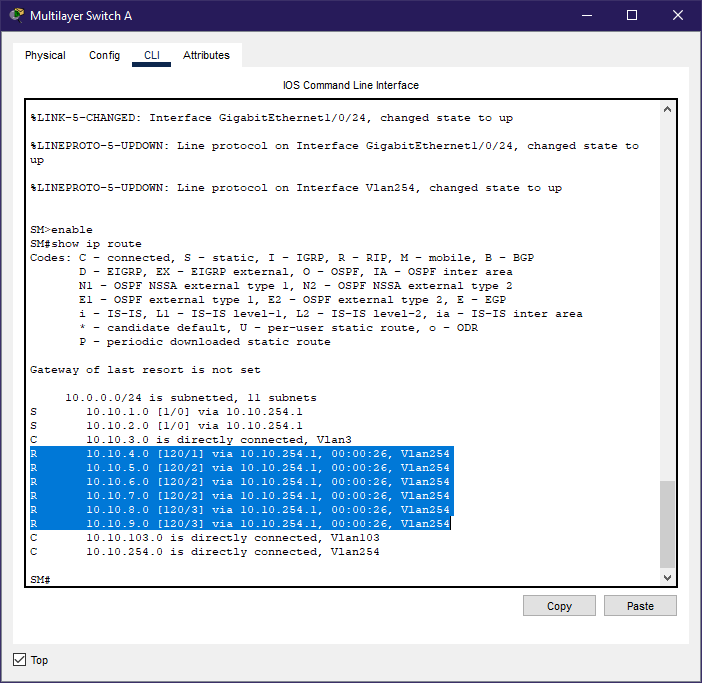 Multilayer Switch A
Physical Config CLI Attributes
IOS Command Line Interface
%LINK-5-CHANGED: Interface GigabitEthernet1/0/24, changed state to up
%LINEPROTO-5-UPDOWN: Line protocol on Interface GigabitEthernet1/0/24, changed state to
up
%LINEPROTO-5-UPDOWN: Line protocol on Interface Vlan254, changed state to up
SM>enable
SM#show ip route
Codes: C - connected, S - static, I - IGRP, R - RIP, M - mobile, B - BGP
D - EIGRP, EX - EIGRP external, O - OSPF, IA - OSPF inter area
N1 - OSPF NSSA external type 1, N2 - OSPF NSSA external type 2
E1 - OSPF external type 1, E2 - OSPF external type 2, E - EGP
i - IS-IS, L1 - IS-IS level-1, L2 - IS-IS level-2, ia - IS-IS inter area
* - candidate default, U - per-user static route, o - ODR
P - periodic downloaded static route
Gateway of last resort is not set
10.0.0.0/24 is subnetted, 11 subnets
S 10.10.1.0 [1/0] via 10.10.254.1
S 10.10.2.0 [1/0] via 10.10.254.1
C 10.10.3.0 is directly connected, Vlan3
R 10.10.4.0 [120/1] via 10.10.254.1, 00:00:26, Vlan254
R 10.10.5.0 [120/2] via 10.10.254.1, 00:00:26, Vlan254
R 10.10.6.0 [120/2] via 10.10.254.1, 00:00:26, Vlan254
R 10.10.7.0 [120/2] via 10.10.254.1, 00:00:26, Vlan254
R 10.10.8.0 [120/3] via 10.10.254.1, 00:00:26, Vlan254
R 10.10.9.0 [120/3] via 10.10.254.1, 00:00:26, Vlan254
C 10.10.103.0 is directly connected, Vlan103
C 10.10.254.0 is directly connected, Vlan254
SM#
Copy Paste
Top